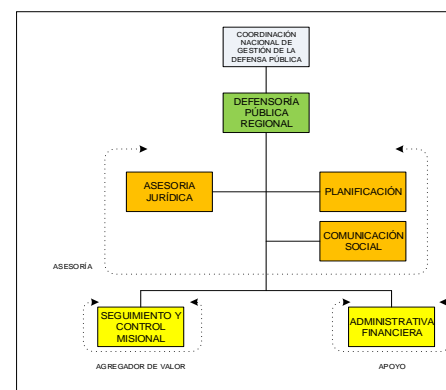 COORDINACIÓN
NACIONAL DE
GESTIÓN DE LA
DEFENSA PÚBLICA
DEFENSORÍA
PÚBLICA
REGIONAL
ASESORIA
JURÍDICA
PLANIFICACIÓN
COMUNICACIÓN
SOCIAL
ASESORÍA
SEGUIMIENTO Y
CONTROL
MISIONAL
ADMINISTRATIVA
FINANCIERA
AGREGADOR DE VALOR
APOYO